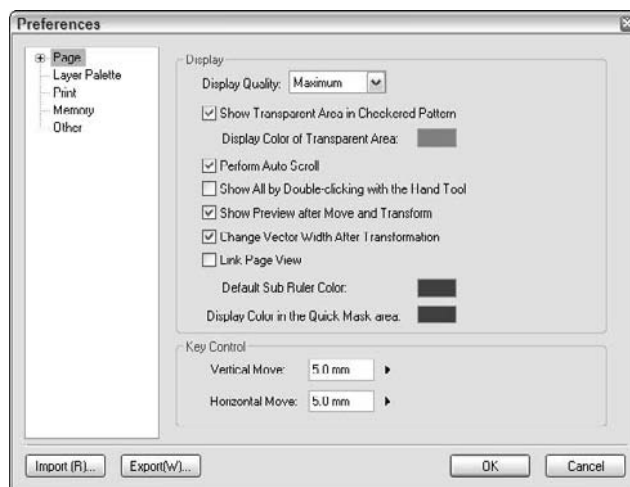 Preferences
Page
Layer Palette
Print
Memory
Other
Display
Display Quality: Maximum
Show Transparent Area in Checkered Pattern
Display Color of Transparent Area:
Perform Auto Scroll
Show All by Double-clicking with the Hand Tool
Show Preview after Move and Transform
Change Vector Width After Transformation
Link Page View
Default Sub Ruler Color:
Display Color in the Quick Mask area:
Key Control
Vertical Move: 5.0 mm
Horizontal Move: 5.0 mm
Import (R)... Export(W)... OK Cancel